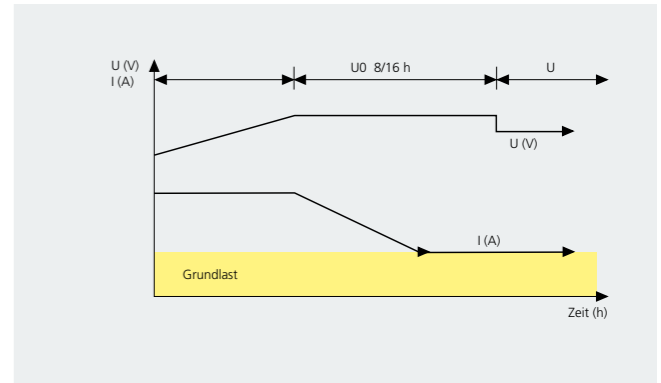 U (V)
I (A)
U0 8/16 h
U
U (V)
I (A)
Grundlast
Zeit (h)